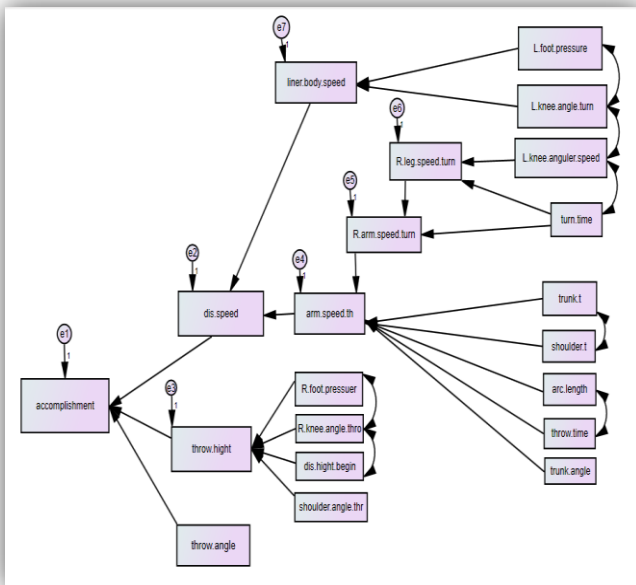 e7
1
L.foot.pressure
liner.body.speed
L.knee.angle.turn
e6
1
L.knee.anguler.speed
R.leg.speed.turn
e5
1
turn.time
R.arm.speed.turn
e2
1
e4
1
trunk.t
dis.speed
arm.speed.th
e1
1
shoulder.t
accomplishment
e3
1
R.foot.pressuer
arc.length
R.knee.angle.thro
throw.time
throw.hight
dis.hight.begin
trunk.angle
shoulder.angle.thr
throw.angle